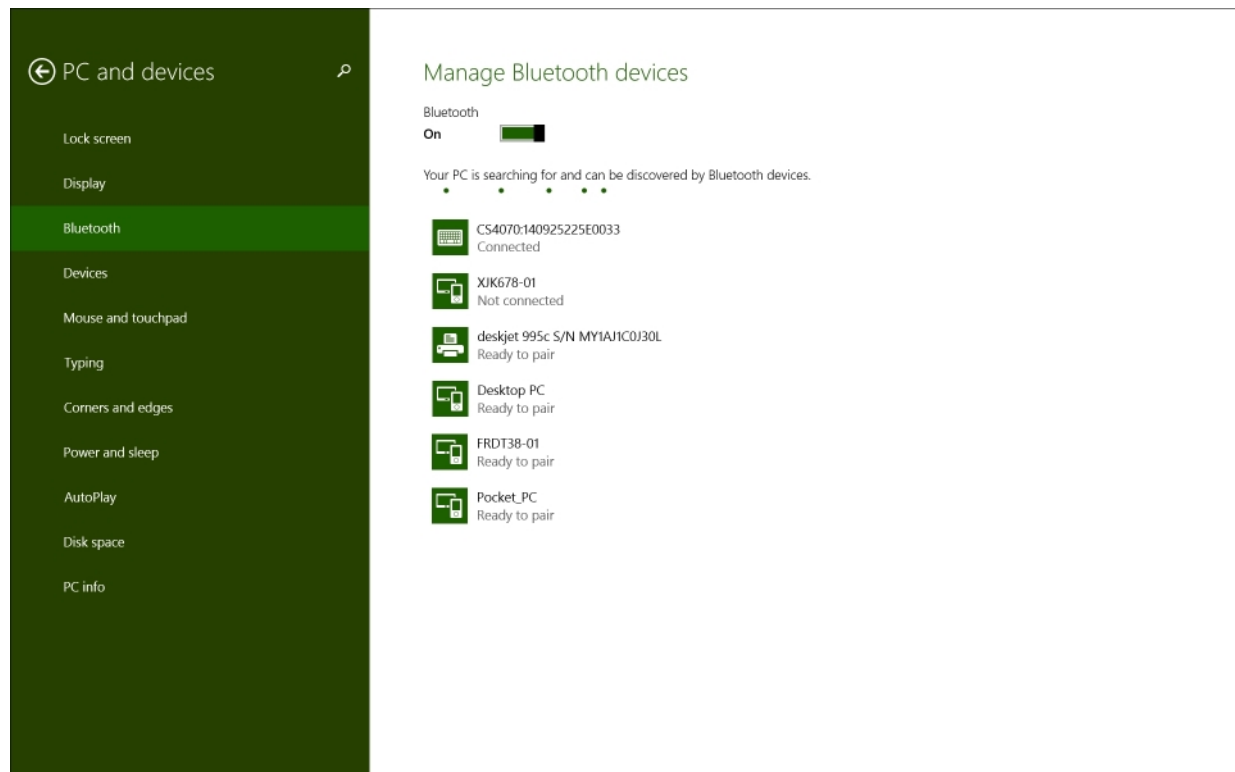 PC and devices
Lock screen
Display
Bluetooth
Devices
Mouse and touchpad
Typing
Corners and edges
Power and sleep
AutoPlay
Disk space
PC info
Manage Bluetooth devices
Bluetooth
On
Your PC is searching for and can be discovered by Bluetooth devices.
CS4070:140925225E0033
Connected
XJK678-01
Not connected
deskjet 995c S/N MY1AJ1C0J30L
Ready to pair
Desktop PC
Ready to pair
FRDT38-01
Ready to pair
Pocket_PC
Ready to pair